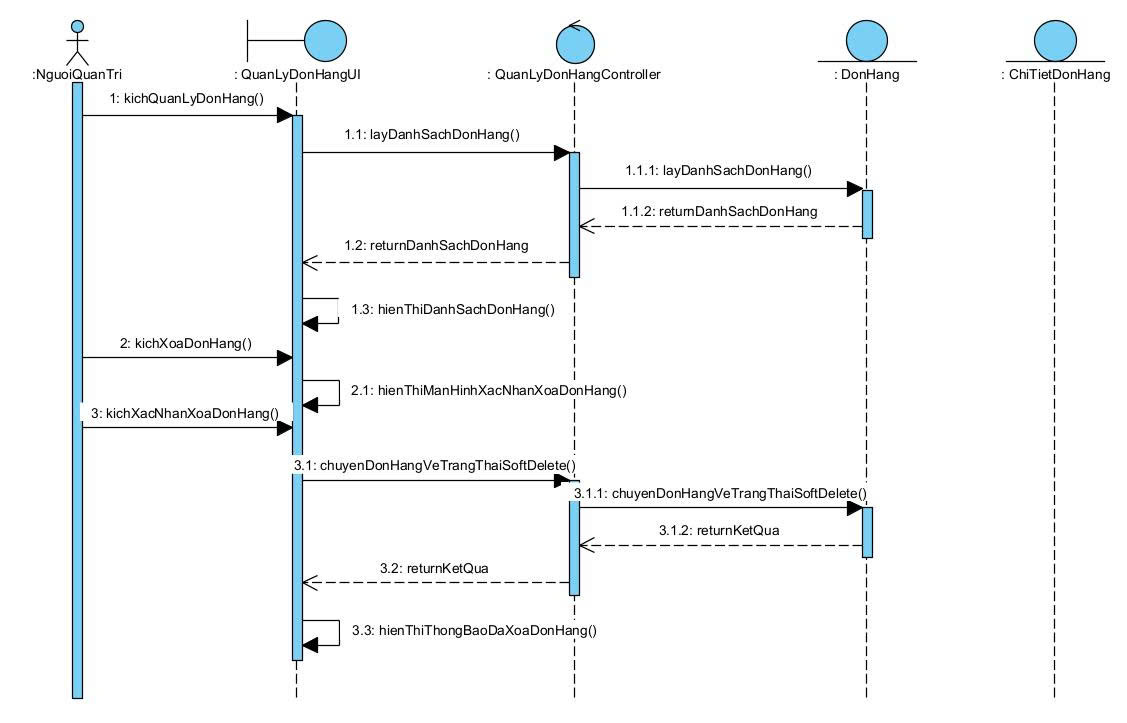 :NguoiQuanTri
: QuanLyDonHangUI
: QuanLyDonHangController
: DonHang
: ChiTietDonHang
1: kichQuanLyDonHang()
1.1: layDanhSachDonHang()
1.1.1: layDanhSachDonHang()
1.1.2: returnDanhSachDonHang
1.2: returnDanhSachDonHang
1.3: hienThiDanhSachDonHang()
2: kichXoaDonHang()
2.1: hienThiManHinhXacNhanXoaDonHang()
3: kichXacNhanXoaDonHang()
3.1: chuyenDonHangVeTrangThaiSoftDelete()
3.1.1: chuyenDonHangVeTrangThaiSoftDelete()
3.1.2: returnKetQua
3.2: returnKetQua
3.3: hienThiThongBaoDaXoaDonHang()